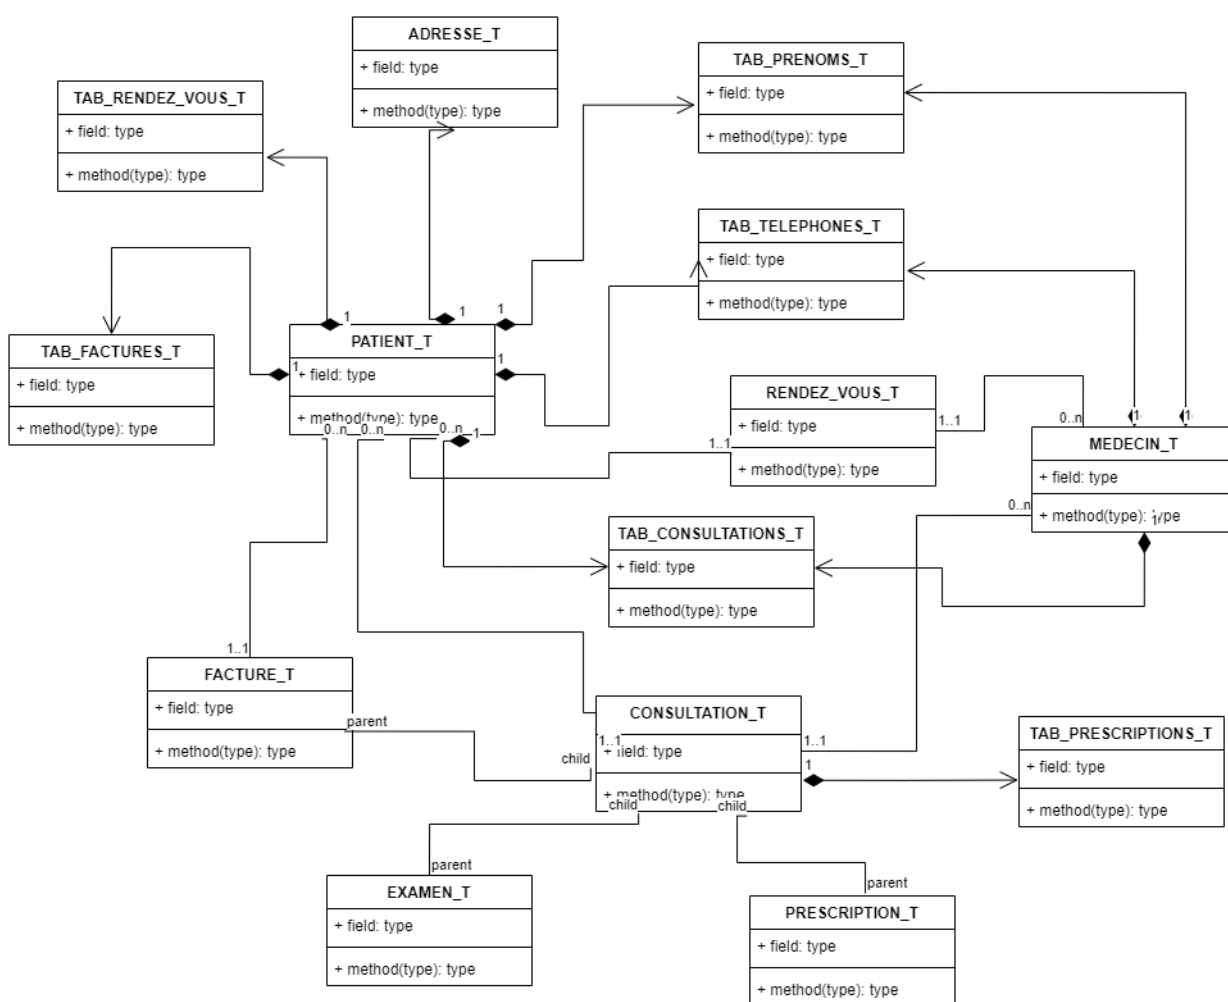 ADRESSE_T
+ field: type
+ method(type): type
TAB_PRENOMS_T
+ field: type
+ method(type): type
TAB_RENDEZ_VOUS_T
+ field: type
+ method(type): type
TAB_TELEPHONES_T
+ field: type
+ method(type): type
1
1
1
1
PATIENT_T
+ field: type
+ method(type): type
1
0..n
0..n
0..n
1
TAB_FACTURES_T
+ field: type
+ method(type): type
RENDEZ_VOUS_T
+ field: type
+ method(type): type
1..1
1..1
0..n
1
1
MEDECIN_T
+ field: type
+ method(type): type
1
0..n
TAB_CONSULTATIONS_T
+ field: type
+ method(type): type
1..1
FACTURE_T
+ field: type
+ method(type): type
parent
child
CONSULTATION_T
1..1
+ field: type
+ method(type): type
child
child
1..1
1
TAB_PRESCRIPTIONS_T
+ field: type
+ method(type): type
parent
EXAMEN_T
+ field: type
+ method(type): type
parent
PRESCRIPTION_T
+ field: type
+ method(type): type